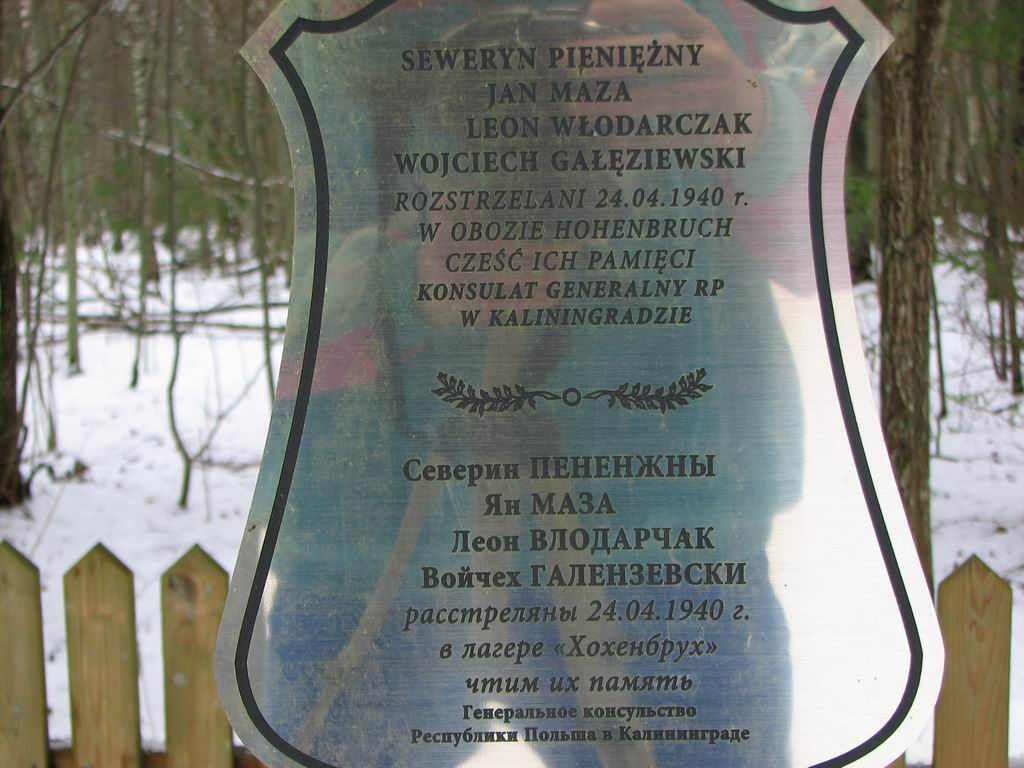 SEWERYN PIENIĘŻNY
JAN MAZA
LEON WŁODARCZAK
WOJCIECH GAŁĘZIEWSKI
ROZSTRZELANI 24.04.1940 r.
W OBOZIE HOHENBRUCH
CZEŚĆ ICH PAMIĘCI
KONSULAT GENERALNY RP
W KALININGRADZIE
Северин ПЕНЕНЖНЫ
Ян МАЗА
Леон ВЛОДАРЧАК
Войчех ГАЛЕНЗЕВСКИ
расстреляны 24.04.1940 г.
в лагере «Хохенбрух»
чтим их память
Генеральное консульство
Республики Польша в Калининграде